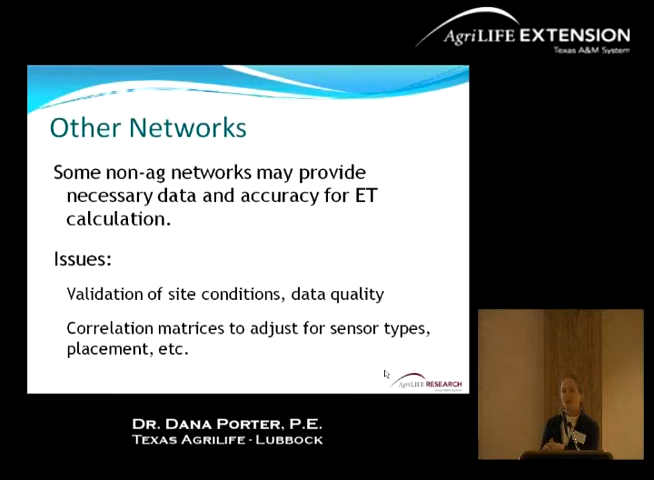 AgriLIFE EXTENSION
Texas A&M System
Other Networks
Some non-ag networks may provide
necessary data and accuracy for ET
calculation.
Issues:
Validation of site conditions, data quality
Correlation matrices to adjust for sensor types,
placement, etc.
AgriLIFE RESEARCH
DR. DANA PORTER, P.E.
TEXAS AGRILIFE - LUBBOCK